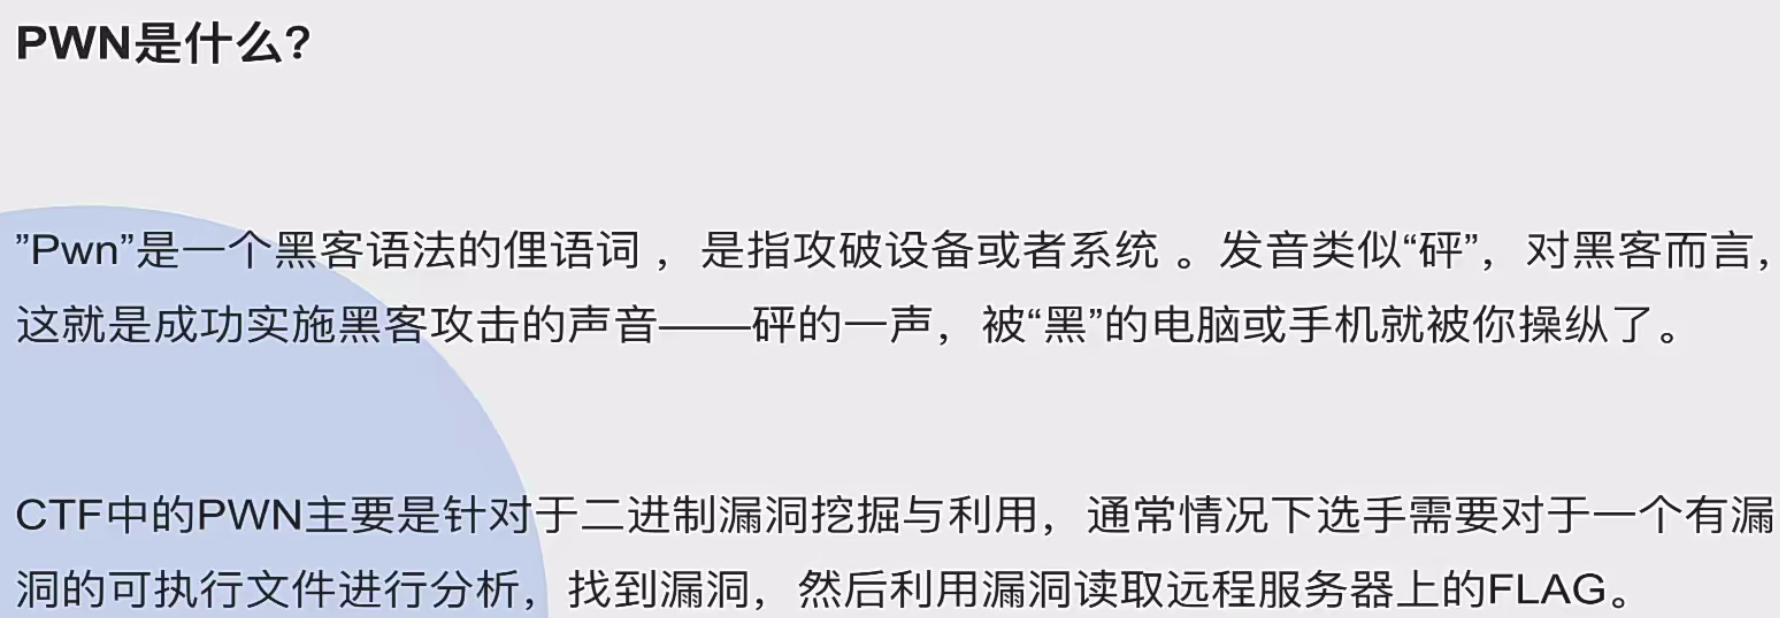 PWN是什么?
”Pwn”是一个黑客语法的俚语词 ，是指攻破设备或者系统 。发音类似“砰”，对黑客而言，
这就是成功实施黑客攻击的声音——砰的一声，被“黑”的电脑或手机就被你操纵了。
CTF中的PWN主要是针对于二进制漏洞挖掘与利用，通常情况下选手需要对于一个有漏
洞的可执行文件进行分析，找到漏洞，然后利用漏洞读取远程服务器上的FLAG。